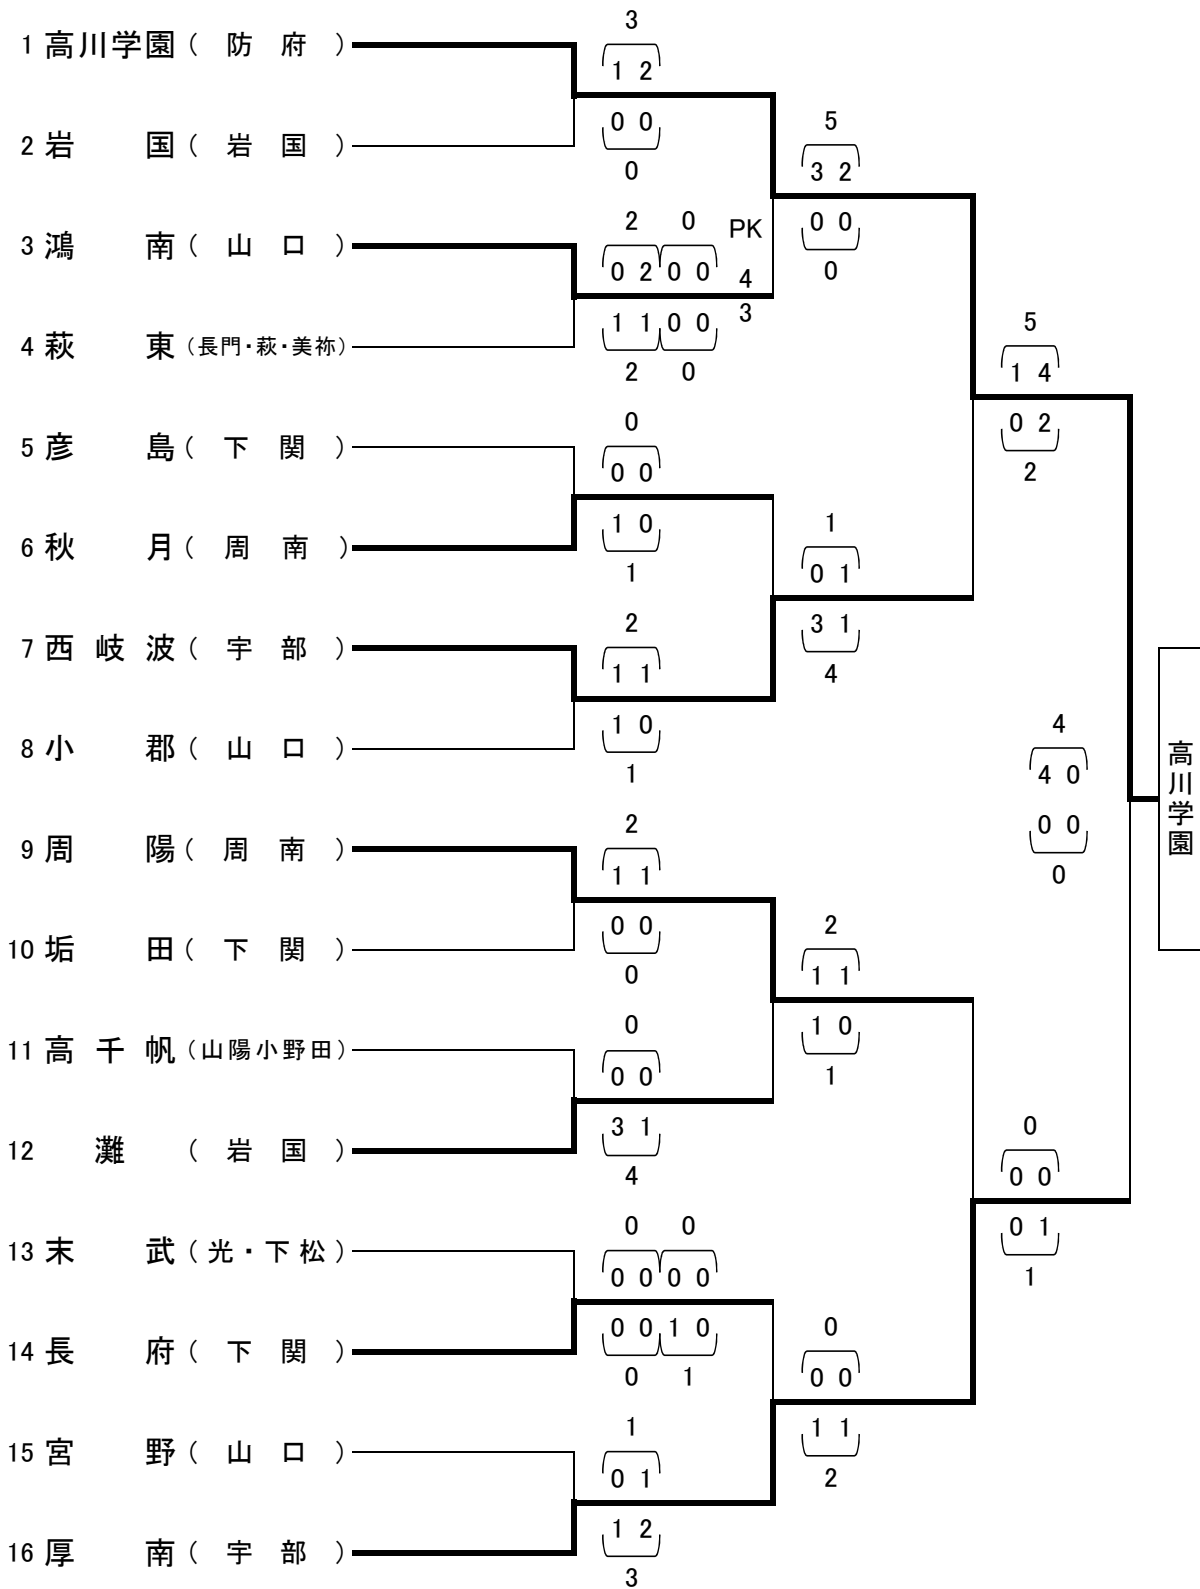 3
1 高川学園 ( 防 府 )
1 2
0 0
5
2 岩 国 ( 岩 国 )
0
3 2
2 0 PK
0 0
3 鴻 南 ( 山 口 )
0 2 0 0 4
0
1 1 0 0 3
5
4 萩 東 (長門・萩・美祢)
2 0
1 4
0
0 2
5 彦 島 ( 下 関 )
0 0
2
1 0
1
6 秋 月 ( 周 南 )
1
0 1
2
3 1
7 西 岐 波 ( 宇 部 )
1 1
4
1 0
4
8 小 郡 ( 山 口 )
1
4 0
高川学園
2
0 0
9 周 陽 ( 周 南 )
1 1
0
0 0
2
10 垢 田 ( 下 関 )
0
1 1
0
1 0
11 高 千 帆 (山陽小野田)
0 0
1
3 1
0
12 灘 ( 岩 国 )
4
0 0
0 0
0 1
13 末 武 ( 光 ・ 下 松 )
0 0 0 0
1
0 0 1 0
0
14 長 府 ( 下 関 )
0 1
0 0
1
1 1
15 宮 野 ( 山 口 )
0 1
2
1 2
16 厚 南 ( 宇 部 )
3